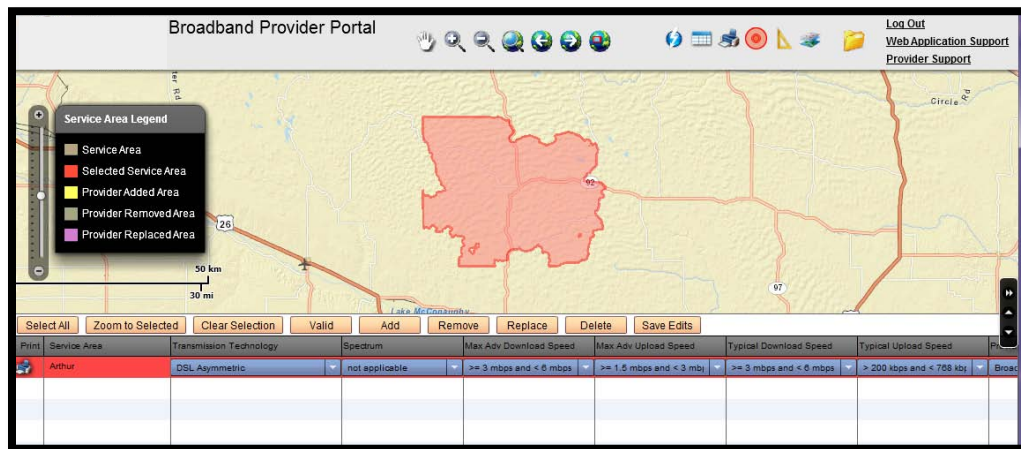 Broadband Provider Portal
Log Out
Web Application Support
Provider Support
Circle
Service Area Legend
Service Area
Selected Service Area
Provider Added Area
Provider Removed Area
Provider Replaced Area
92
26
97
50 km
30 mi
Lake McConaughy
Select All Zoom to Selected Clear Selection Valid Add Remove Replace Delete Save Edits
Print Service Area Transmission Technology Spectrum Max Adv Download Speed Max Adv Upload Speed Typical Download Speed Typical Upload Speed
Arthur DSL Asymmetric not applicable >= 3 mbps and < 6 mbps >= 1.5 mbps and < 3 >= 3 mbps and < 6 mbps > 200 kbps and < 768 Broad